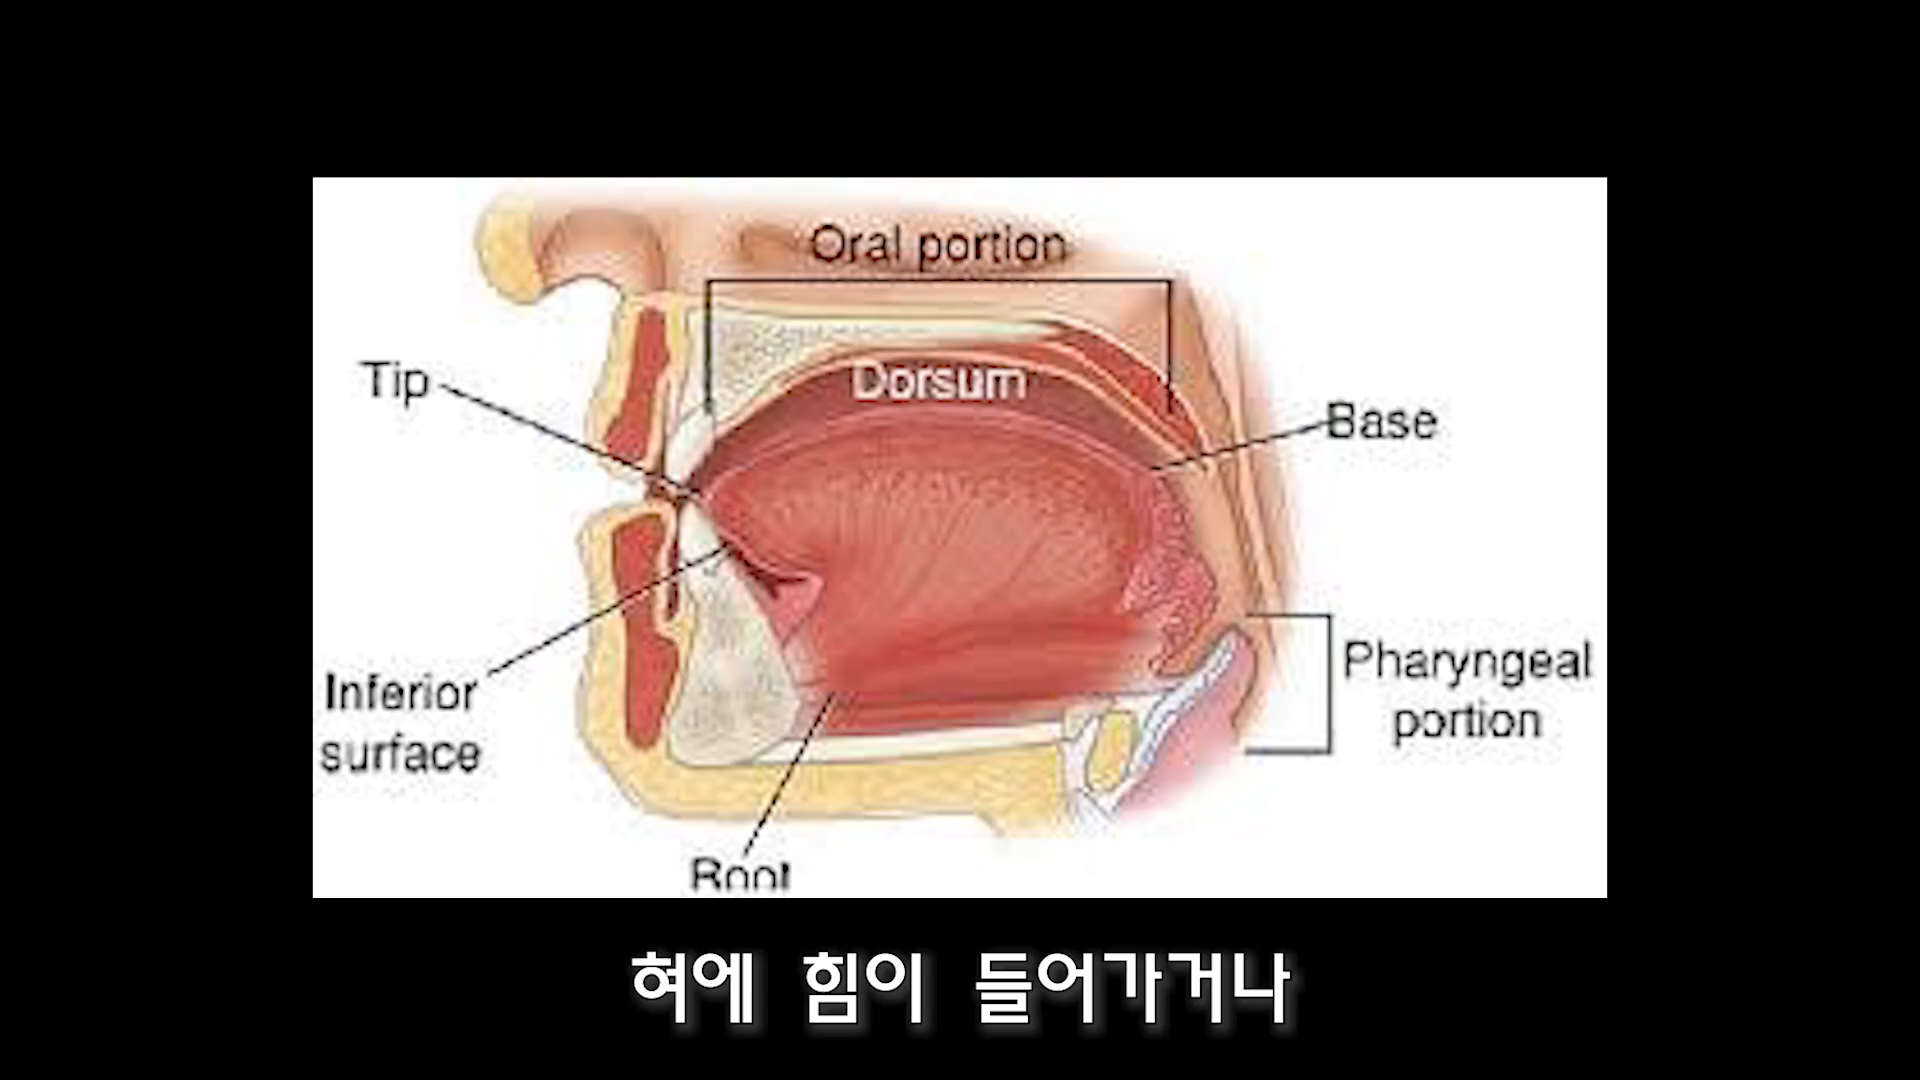 Oral portion
Dorsum
Tip
Base
Inferior
surface
Pharyngeal
portion
Root
혀에 힘이 들어가거나